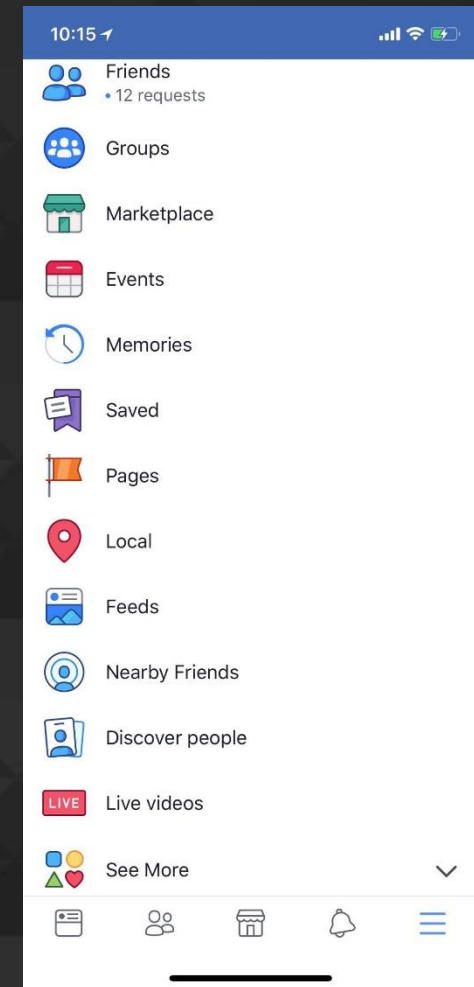 10:15
Friends
• 12 requests
Groups
Marketplace
Events
Memories
Saved
Pages
Local
Feeds
Nearby Friends
Discover people
LIVE
Live videos
See More